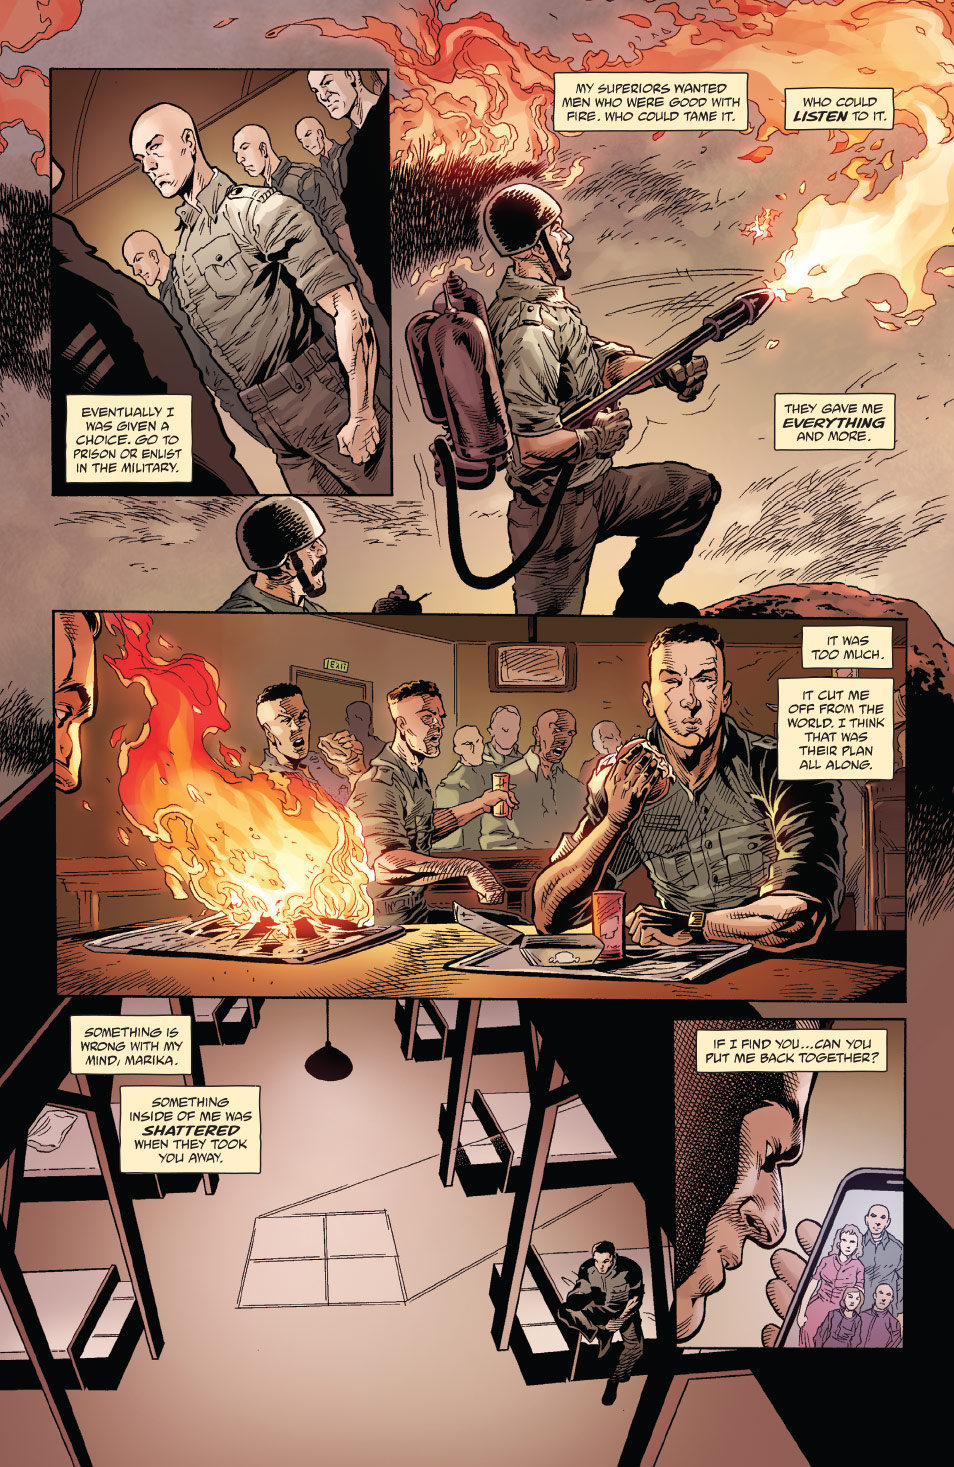 MY SUPERIORS WANTED
MEN WHO WERE GOOD WITH
FIRE. WHO COULD TAME IT.
WHO COULD
LISTEN TO IT.
EVENTUALLY I
WAS GIVEN A
CHOICE. GO TO
PRISON OR ENLIST
IN THE MILITARY.
THEY GAVE ME
EVERYTHING
AND MORE.
EXIT
IT WAS
TOO MUCH.
IT CUT ME
OFF FROM THE
WORLD. I THINK
THAT WAS
THEIR PLAN
ALL ALONG.
SOMETHING IS
WRONG WITH MY
MIND, MARIKA.
SOMETHING
INSIDE OF ME WAS
SHATTERED
WHEN THEY TOOK
YOU AWAY.
IF I FIND YOU...CAN YOU
PUT ME BACK TOGETHER?